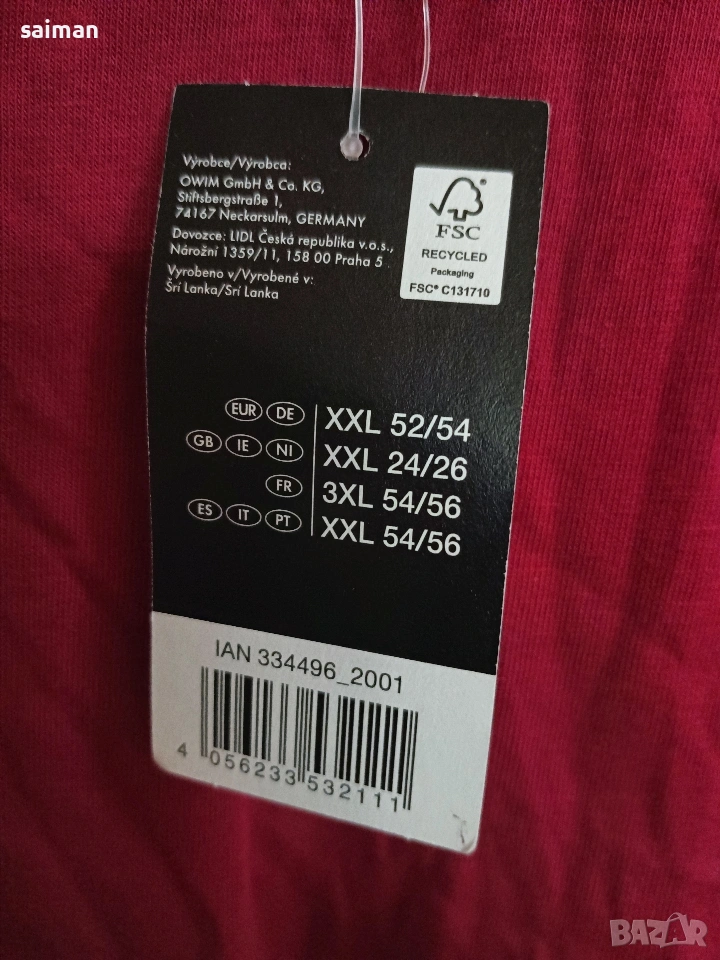 saiman
Výrobce/Výrobca:
OWIM GmbH & Co. KG,
Stiftsbergstraße 1,
74167 Neckarsulm, GERMANY
Dovozce: LIDL Česká republika v.o.s.,
Nárožní 1359/11, 158 00 Praha 5
Vyrobeno v/Vyrobené v:
Šrí Lanka/Srí Lanka
FSC
RECYCLED
Packaging
FSC® C131710
EUR DE XXL 52/54
GB IE NI XXL 24/26
FR 3XL 54/56
ES IT PT XXL 54/56
IAN 334496_2001
4 056233 532111
BAZAR